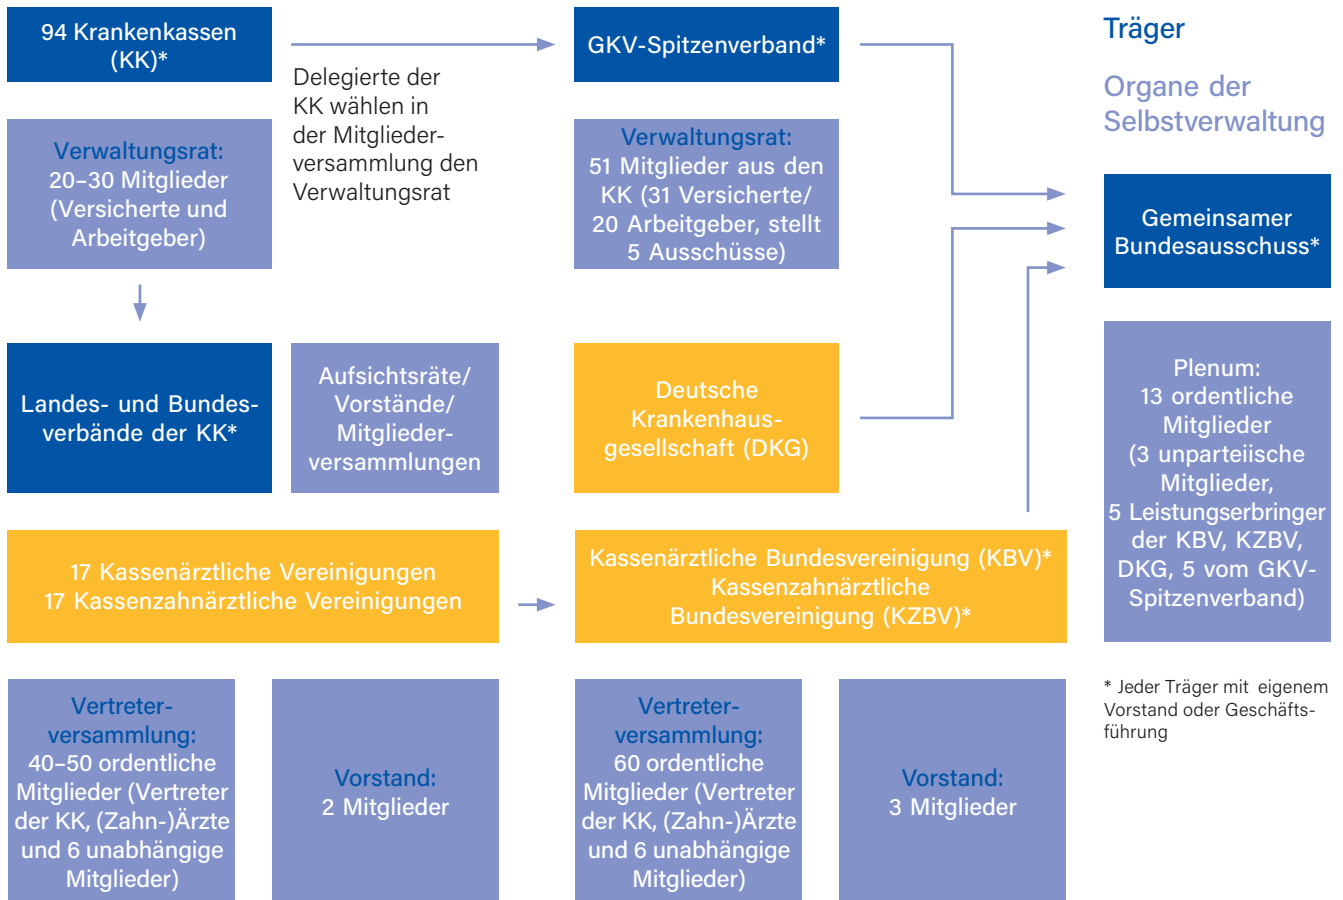 94 Krankenkassen
(KK)*
Delegierte der
KK wählen in
der Mitglieder-
versammlung den
Verwaltungsrat
GKV-Spitzenverband*
Träger
Organe der
Selbstverwaltung
Verwaltungsrat:
20–30 Mitglieder
(Versicherte und
Arbeitgeber)
Verwaltungsrat:
51 Mitglieder aus den
KK (31 Versicherte/
20 Arbeitgeber, stellt
5 Ausschüsse)
Gemeinsamer
Bundesausschuss*
Landes- und Bundes-
verbände der KK*
Aufsichtsräte/
Vorstände/
Mitglieder-
versammlungen
Deutsche
Krankenhaus-
gesellschaft (DKG)
Plenum:
13 ordentliche
Mitglieder
(3 unparteiische
Mitglieder,
5 Leistungserbringer
der KBV, KZBV,
DKG, 5 vom GKV-
Spitzenverband)
17 Kassenärztliche Vereinigungen
17 Kassenzahnärztliche Vereinigungen
Kassenärztliche Bundesvereinigung (KBV)*
Kassenzahnärztliche
Bundesvereinigung (KZBV)*
Vertreter-
versammlung:
40–50 ordentliche
Mitglieder (Vertreter
der KK, (Zahn-)Ärzte
und 6 unabhängige
Mitglieder)
Vorstand:
2 Mitglieder
Vertreter-
versammlung:
60 ordentliche
Mitglieder (Vertreter
der KK, (Zahn-)Ärzte
und 6 unabhängige
Mitglieder)
Vorstand:
3 Mitglieder
* Jeder Träger mit eigenem
Vorstand oder Geschäfts-
führung